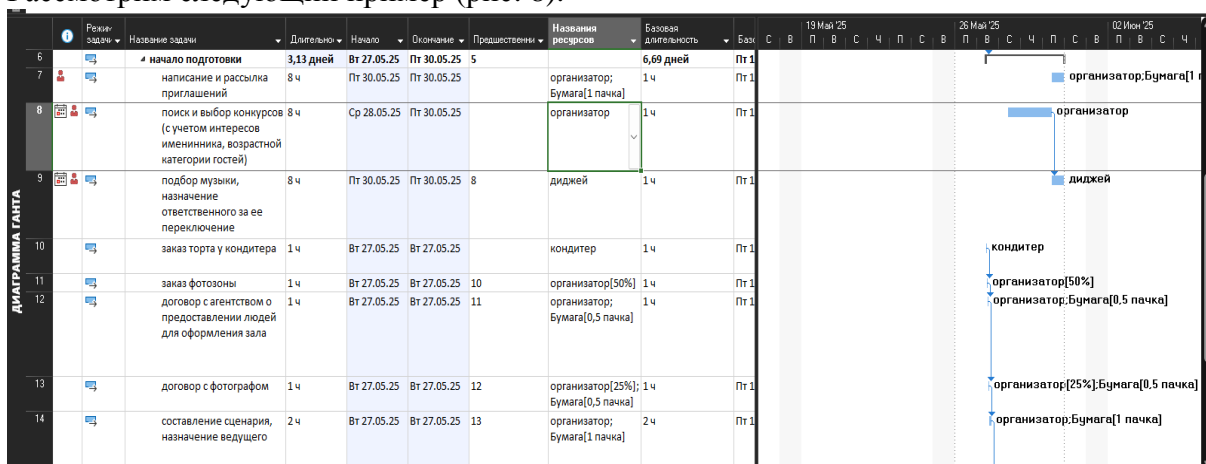 Рассмотрим следующий пример (рис. 8):
Режим задачи Название задачи Длительно Начало Окончание Предшественни Названия ресурсов Базовая длительность Базо С В 19 Май '25 П В С Ч П С В 26 Май '25 П В С Ч П С В 02 Июн '25 П В С Ч
ДИАГРАММА ГАНТА
6 начало подготовки 3,13 дней Вт 27.05.25 Пт 30.05.25 5 6,69 дней Пт 1
7 написание и рассылка 8 ч Пт 30.05.25 Пт 30.05.25 организатор; 1 ч Пт 1 организатор;Бумага[1 п
приглашений Бумага[1 пачка]
8 поиск и выбор конкурсов 8 ч Ср 28.05.25 Пт 30.05.25 организатор 1 ч Пт 1 организатор
(с учетом интересов
именинника, возрастной
категории гостей)
9 подбор музыки, 8 ч Пт 30.05.25 Пт 30.05.25 8 диджей 1 ч Пт 1 диджей
назначение
ответственного за ее
переключение
10 заказ торта у кондитера 1 ч Вт 27.05.25 Вт 27.05.25 кондитер 1 ч Пт 1 кондитер
11 заказ фотозоны 1 ч Вт 27.05.25 Вт 27.05.25 10 организатор[50%] 1 ч Пт 1 организатор[50%]
12 договор с агентством о 1 ч Вт 27.05.25 Вт 27.05.25 11 организатор; 1 ч Пт 1 организатор;Бумага[0,5 пачка]
предоставлении людей Бумага[0,5 пачка]
для оформления зала
13 договор с фотографом 1 ч Вт 27.05.25 Вт 27.05.25 12 организатор[25%]; 1 ч Пт 1 организатор[25%];Бумага[0,5 пачка]
Бумага[0,5 пачка]
14 составление сценария, 2 ч Вт 27.05.25 Вт 27.05.25 13 организатор; 2 ч Пт 1 организатор;Бумага[1 пачка]
назначение ведущего Бумага[1 пачка]